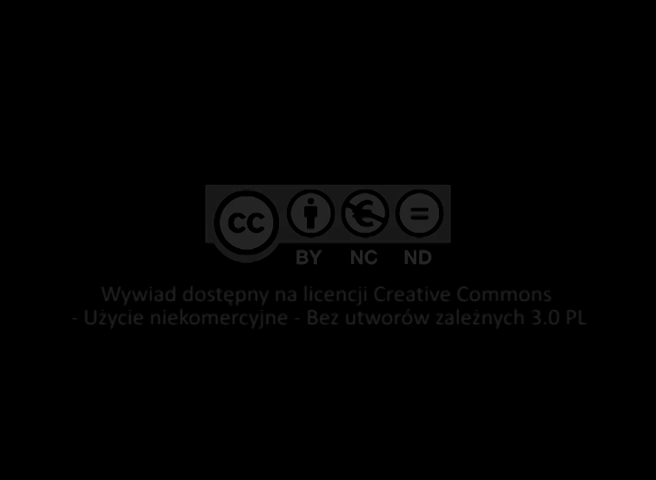 cc
BY NC ND
Wywiad dostępny na licencji Creative Commons
- Użycie niekomercyjne - Bez utworów zależnych 3.0 PL